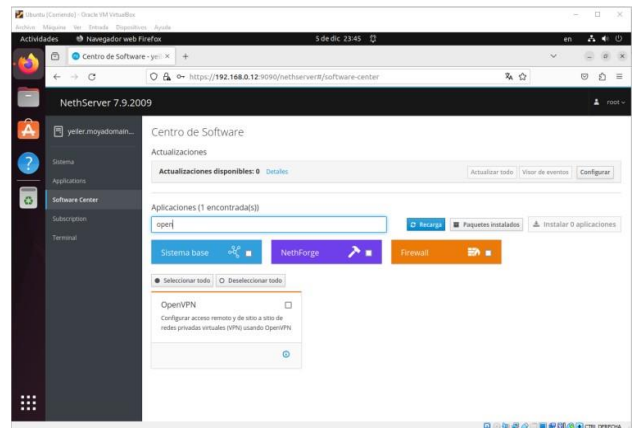 Ubuntu [Corriendo] - Oracle VM VirtualBox
Archivo Máquina Ver Entrada Dispositivos Ayuda
Actividades Navegador web Firefox 5 de dic 23:45 en
Centro de Software - yei
https://192.168.0.12:9090/nethserver#/software-center
NethServer 7.9.2009 root
yeiler.moyadomain... Centro de Software
Actualizaciones
Sistema Actualizaciones disponibles: 0 Detalles Actualizar todo Visor de eventos Configurar
Applications
Software Center Aplicaciones (1 encontrada(s))
Subscription open Recarga Paquetes instalados Instalar 0 aplicaciones
Terminal
Sistema base NethForge Firewall
Seleccionar todo Deseleccionar todo
OpenVPN
Configurar acceso remoto y de sitio a sitio de
redes privadas virtuales (VPN) usando OpenVPN
CTRL DERECHA